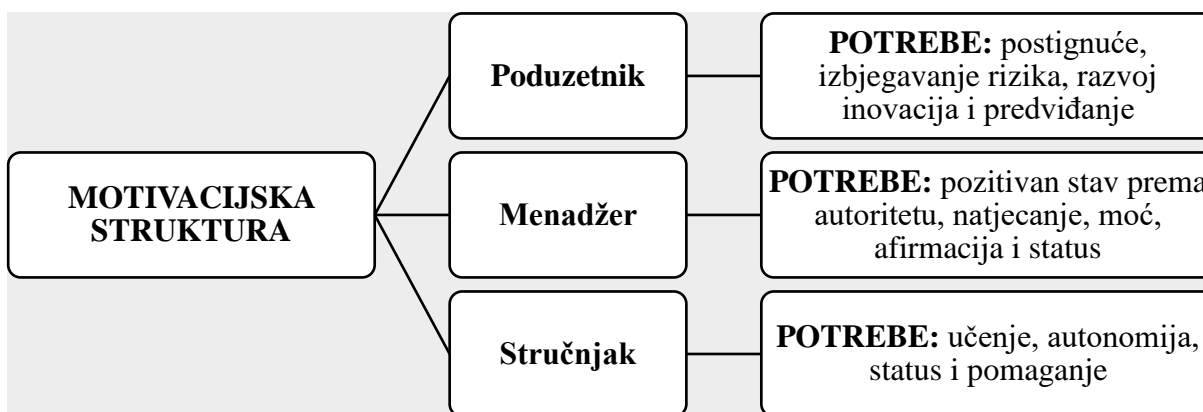 MOTIVACIJSKA
STRUKTURA
Poduzetnik
POTREBE: postignuće,
izbjegavanje rizika, razvoj
inovacija i predviđanje
Menadžer
POTREBE: pozitivan stav prema
autoritetu, natjecanje, moć,
afirmacija i status
Stručnjak
POTREBE: učenje, autonomija,
status i pomaganje